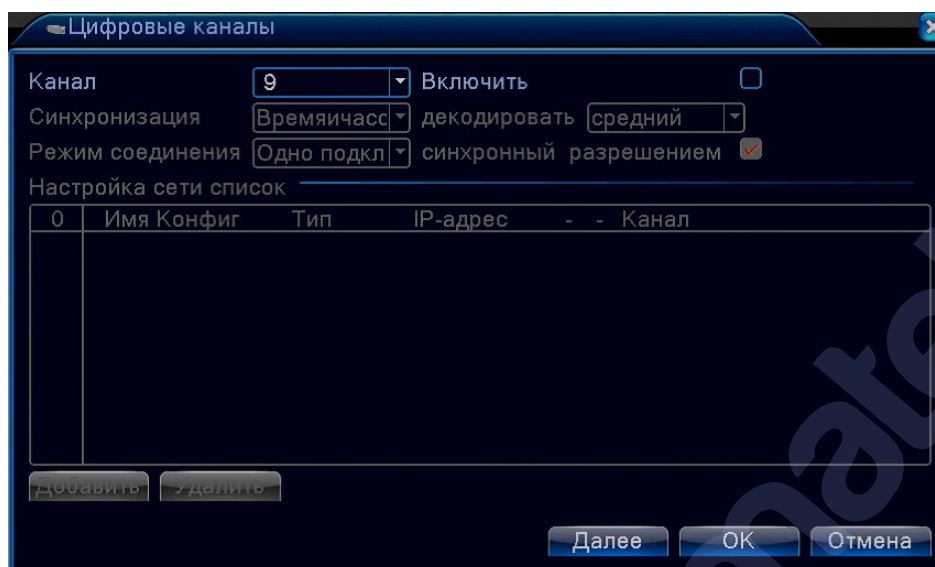 Цифровые каналы
Канал 9 Включить
Синхронизация Времяичасс декодировать средний
Режим соединения Одно подкл синхронный разрешением
Настройка сети список
0 Имя Конфиг Тип IP-адрес - - Канал
Добавить Удалить
Далее OK Отмена